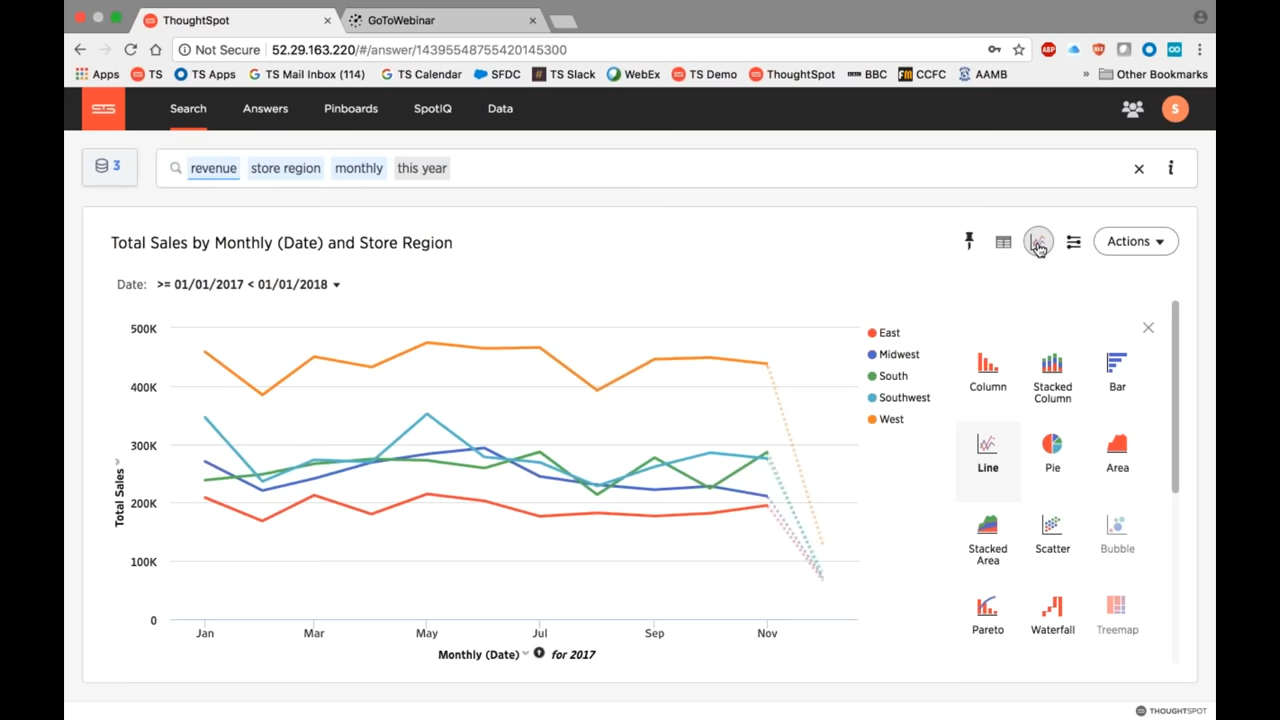 ThoughtSpot
GoToWebinar
Not Secure 52.29.163.220/#/answer/14395548755420145300
Apps TS TS Apps TS Mail Inbox (114) TS Calendar SFDC TS Slack WebEx TS Demo ThoughtSpot BBC CCFC AAMB » Other Bookmarks
Search Answers Pinboards SpotIQ Data
S
3
revenue store region monthly this year
Total Sales by Monthly (Date) and Store Region
Actions
Date: >= 01/01/2017 < 01/01/2018
500K
400K
300K
200K
100K
0
Total Sales
Jan Mar May Jul Sep Nov
Monthly (Date) for 2017
East
Midwest
South
Southwest
West
Column
Stacked
Column
Bar
Line
Pie
Area
Stacked
Area
Scatter
Bubble
Pareto
Waterfall
Treemap
THOUGHTSPOT